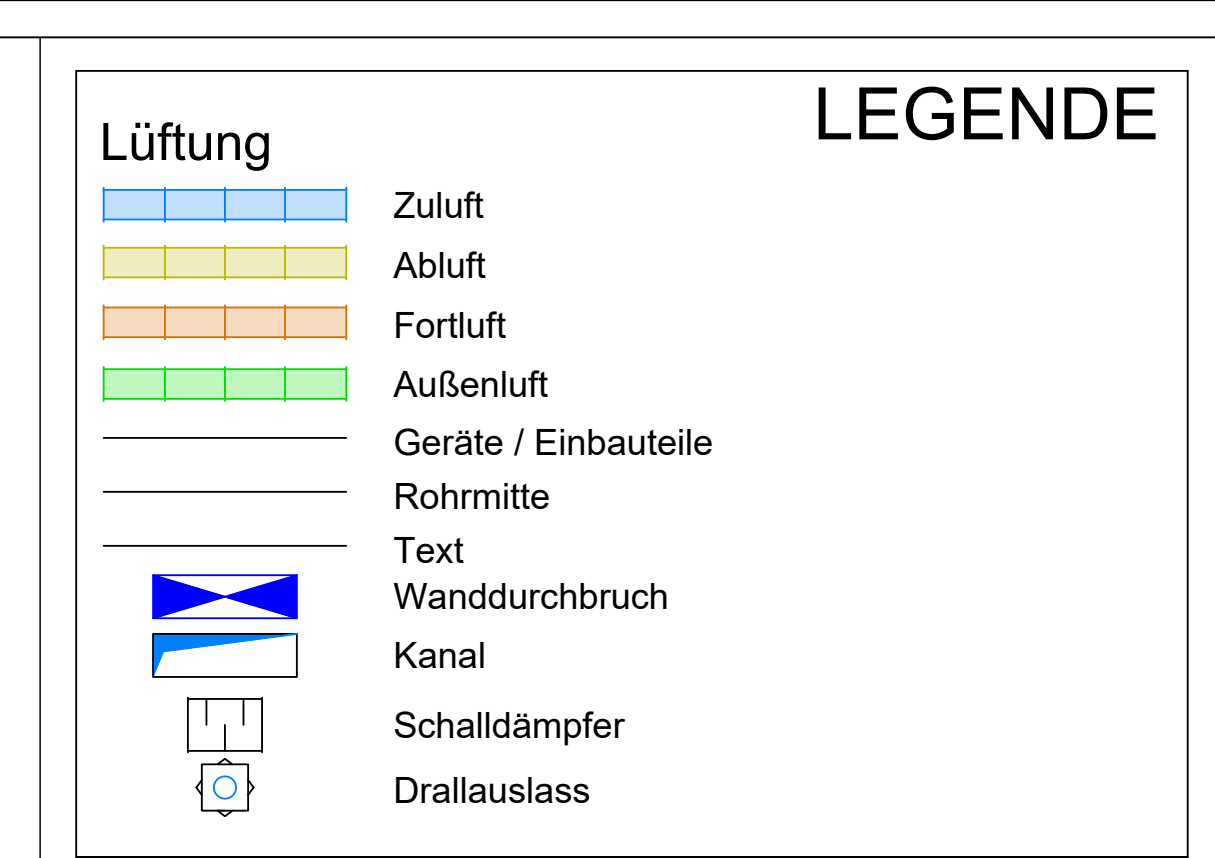 LEGENDE
Lüftung
Zuluft
Abluft
Fortluft
Außenluft
Geräte / Einbauteile
Rohrmitte
Text
Wanddurchbruch
Kanal
Schalldämpfer
Drallauslass